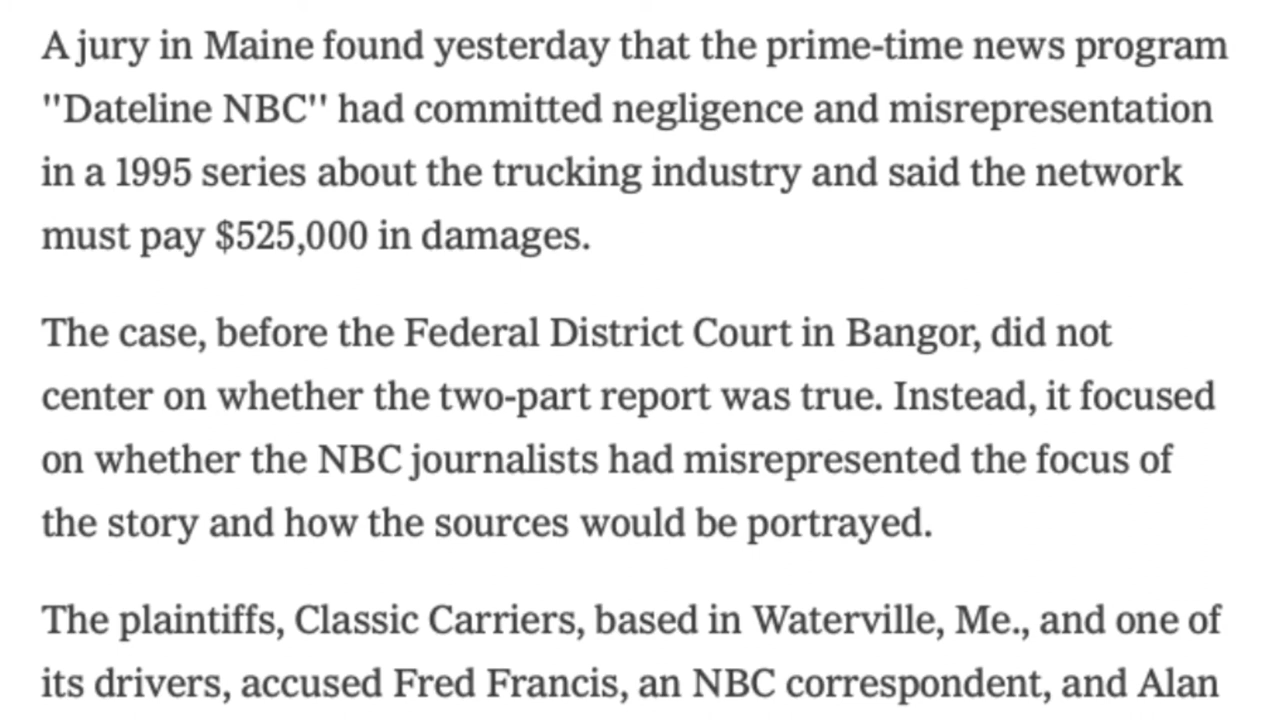 A jury in Maine found yesterday that the prime-time news program
''Dateline NBC'' had committed negligence and misrepresentation
in a 1995 series about the trucking industry and said the network
must pay $525,000 in damages.
The case, before the Federal District Court in Bangor, did not
center on whether the two-part report was true. Instead, it focused
on whether the NBC journalists had misrepresented the focus of
the story and how the sources would be portrayed.
The plaintiffs, Classic Carriers, based in Waterville, Me., and one of
its drivers, accused Fred Francis, an NBC correspondent, and Alan